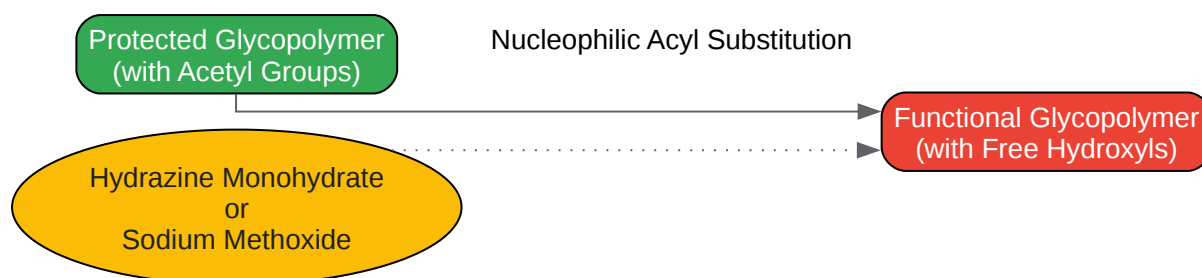 Protected Glycopolymer
(with Acetyl Groups)
Nucleophilic Acyl Substitution
Functional Glycopolymer
(with Free Hydroxyls)
Hydrazine Monohydrate
or
Sodium Methoxide